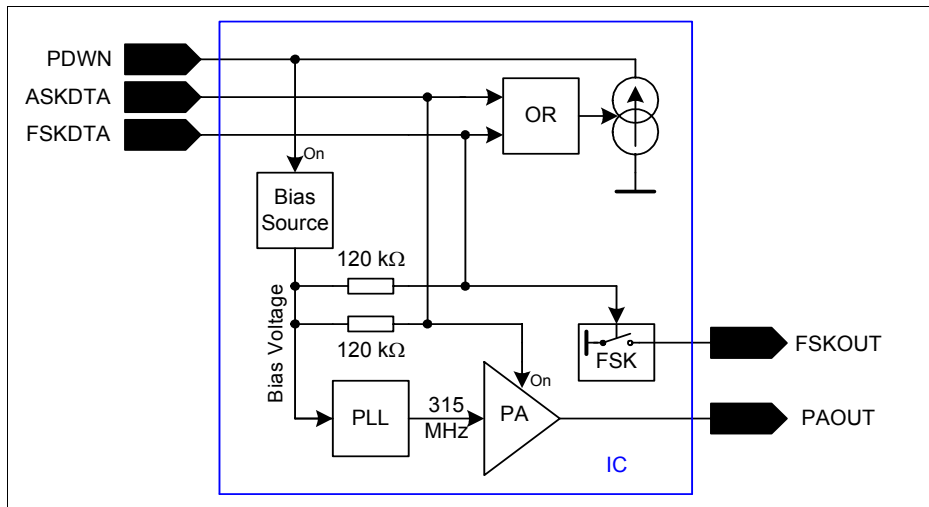 PDWN
ASKDTA
FSKDTA
On
OR
Bias
Source
120 kΩ
120 kΩ
Bias Voltage
FSK
FSKOUT
On
PLL
315
MHz
PA
PAOUT
IC